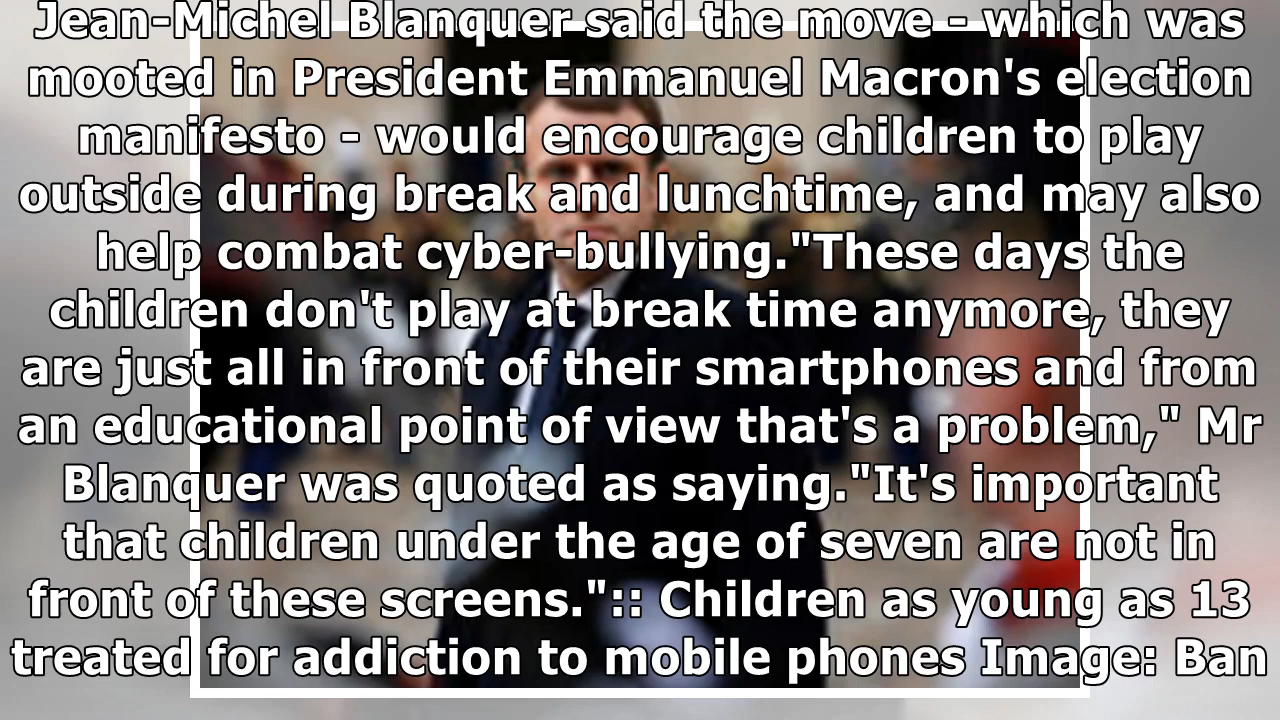 Jean-Michel Blanquer said the move - which was
mooted in President Emmanuel Macron's election
manifesto - would encourage children to play
outside during break and lunchtime, and may also
help combat cyber-bullying."These days the
children don't play at break time anymore, they
are just all in front of their smartphones and from
an educational point of view that's a problem," Mr
Blanquer was quoted as saying."It's important
that children under the age of seven are not in
front of these screens.":: Children as young as 13
treated for addiction to mobile phones Image: Ban